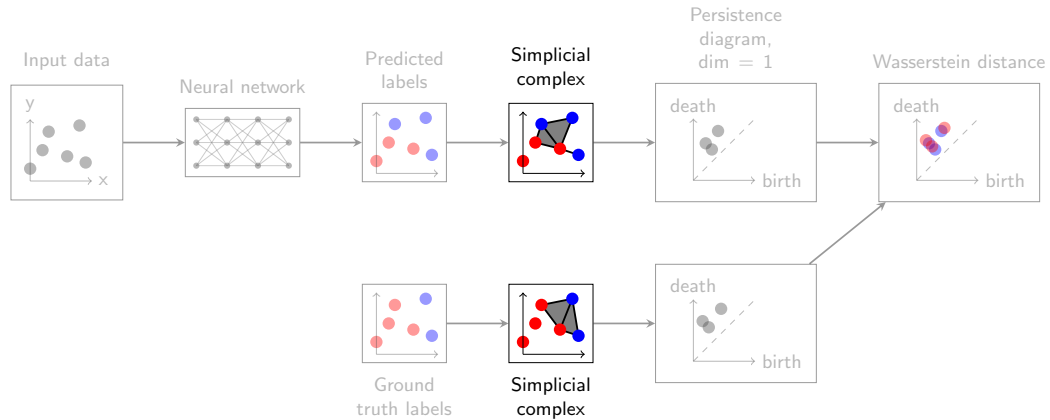 Input data
y
x
Neural network
Predicted
labels
Simplicial
complex
Persistence
diagram,
dim = 1
death
birth
Wasserstein distance
death
birth
Ground
truth labels
Simplicial
complex
death
birth